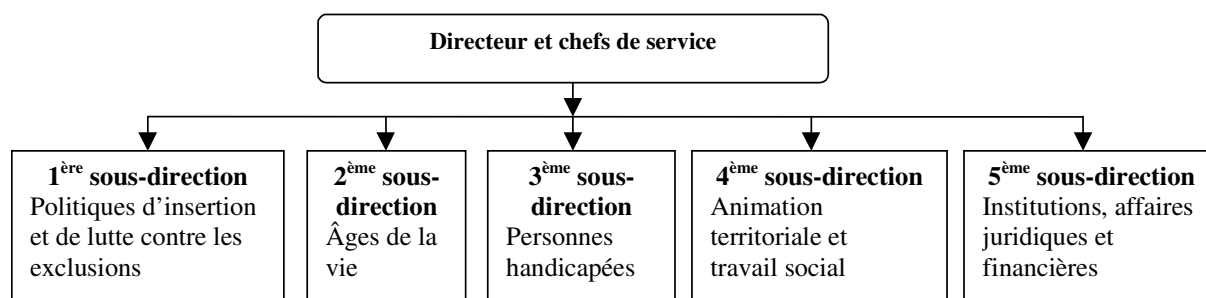 Directeur et chefs de service
1ère sous-direction
Politiques d’insertion
et de lutte contre les
exclusions
2ème sous-
direction
Âges de la
vie
3ème sous-
direction
Personnes
handicapées
4ème sous-direction
Animation
territoriale et
travail social
5ème sous-direction
Institutions, affaires
juridiques et
financières